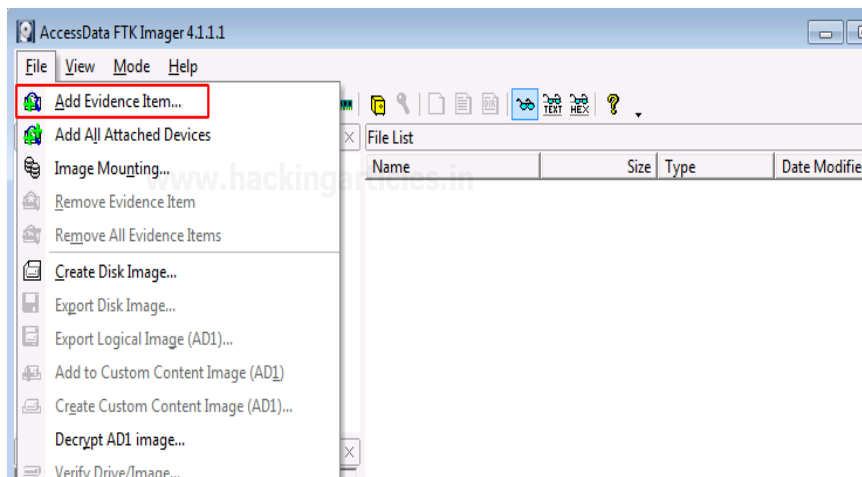 AccessData FTK Imager 4.1.1.1
File View Mode Help
Add Evidence Item...
TEXT HEX
DIR
Add All Attached Devices
File List
Image Mounting...
Name Size Type Date Modifie
www.hackingarticles.in
Remove Evidence Item
Remove All Evidence Items
Create Disk Image...
Export Disk Image...
Export Logical Image (AD1)...
Add to Custom Content Image (AD1)
Create Custom Content Image (AD1)...
Decrypt AD1 image...
Verify Drive/Image...